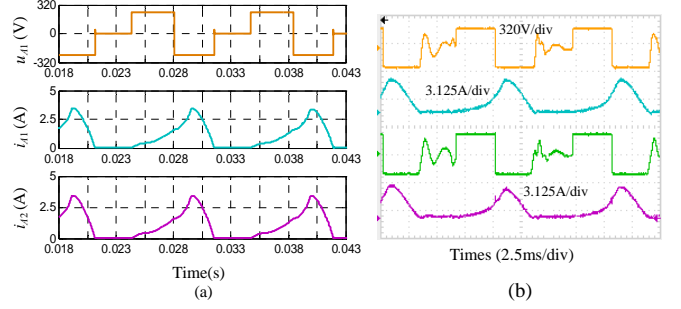 320
0
-320
u_A1 (V)
0.018 0.023 0.028 0.033 0.038 0.043
5
2.5
0
i_A1 (A)
0.018 0.023 0.028 0.033 0.038 0.043
5
2.5
0
i_A2 (A)
0.018 0.023 0.028 0.033 0.038 0.043
Time(s)
(a)
320V/div
3.125A/div
3.125A/div
Times (2.5ms/div)
(b)